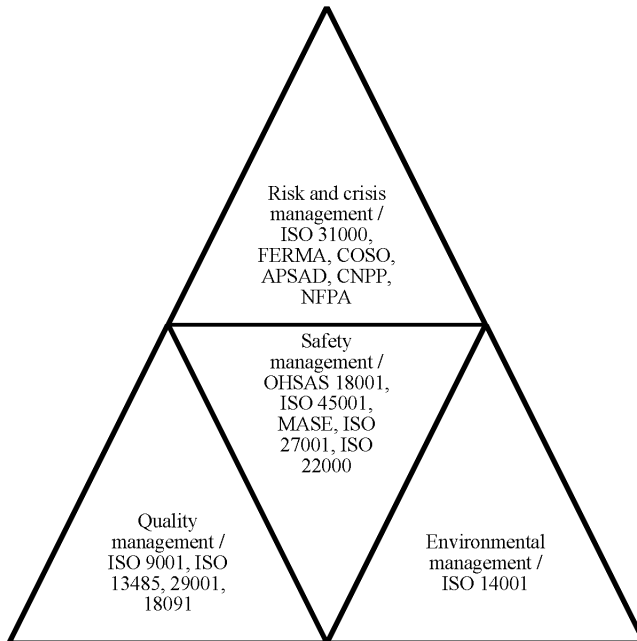 Risk and crisis
management /
ISO 31000,
FERMA, COSO,
APSAD, CNPP,
NFPA
Safety
management /
OHSAS 18001,
ISO 45001,
MASE, ISO
27001, ISO
22000
Quality
management /
ISO 9001, ISO
13485, 29001,
18091
Environmental
management /
ISO 14001